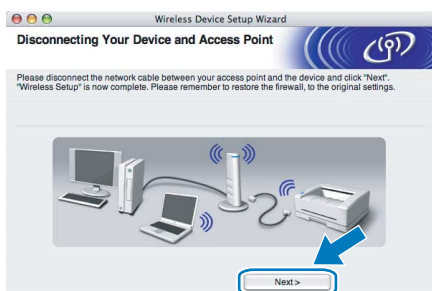 Wireless Device Setup Wizard
Disconnecting Your Device and Access Point
Please disconnect the network cable between your access point and the device and click "Next".
"Wireless Setup" is now complete. Please remember to restore the firewall, to the original settings.
Next >